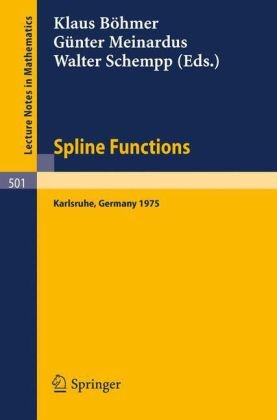 Klaus Böhmer
Günter Meinardus
Walter Schempp (Eds.)
Lecture Notes in Mathematics
501
Spline Functions
Karlsruhe, Germany 1975
Springer